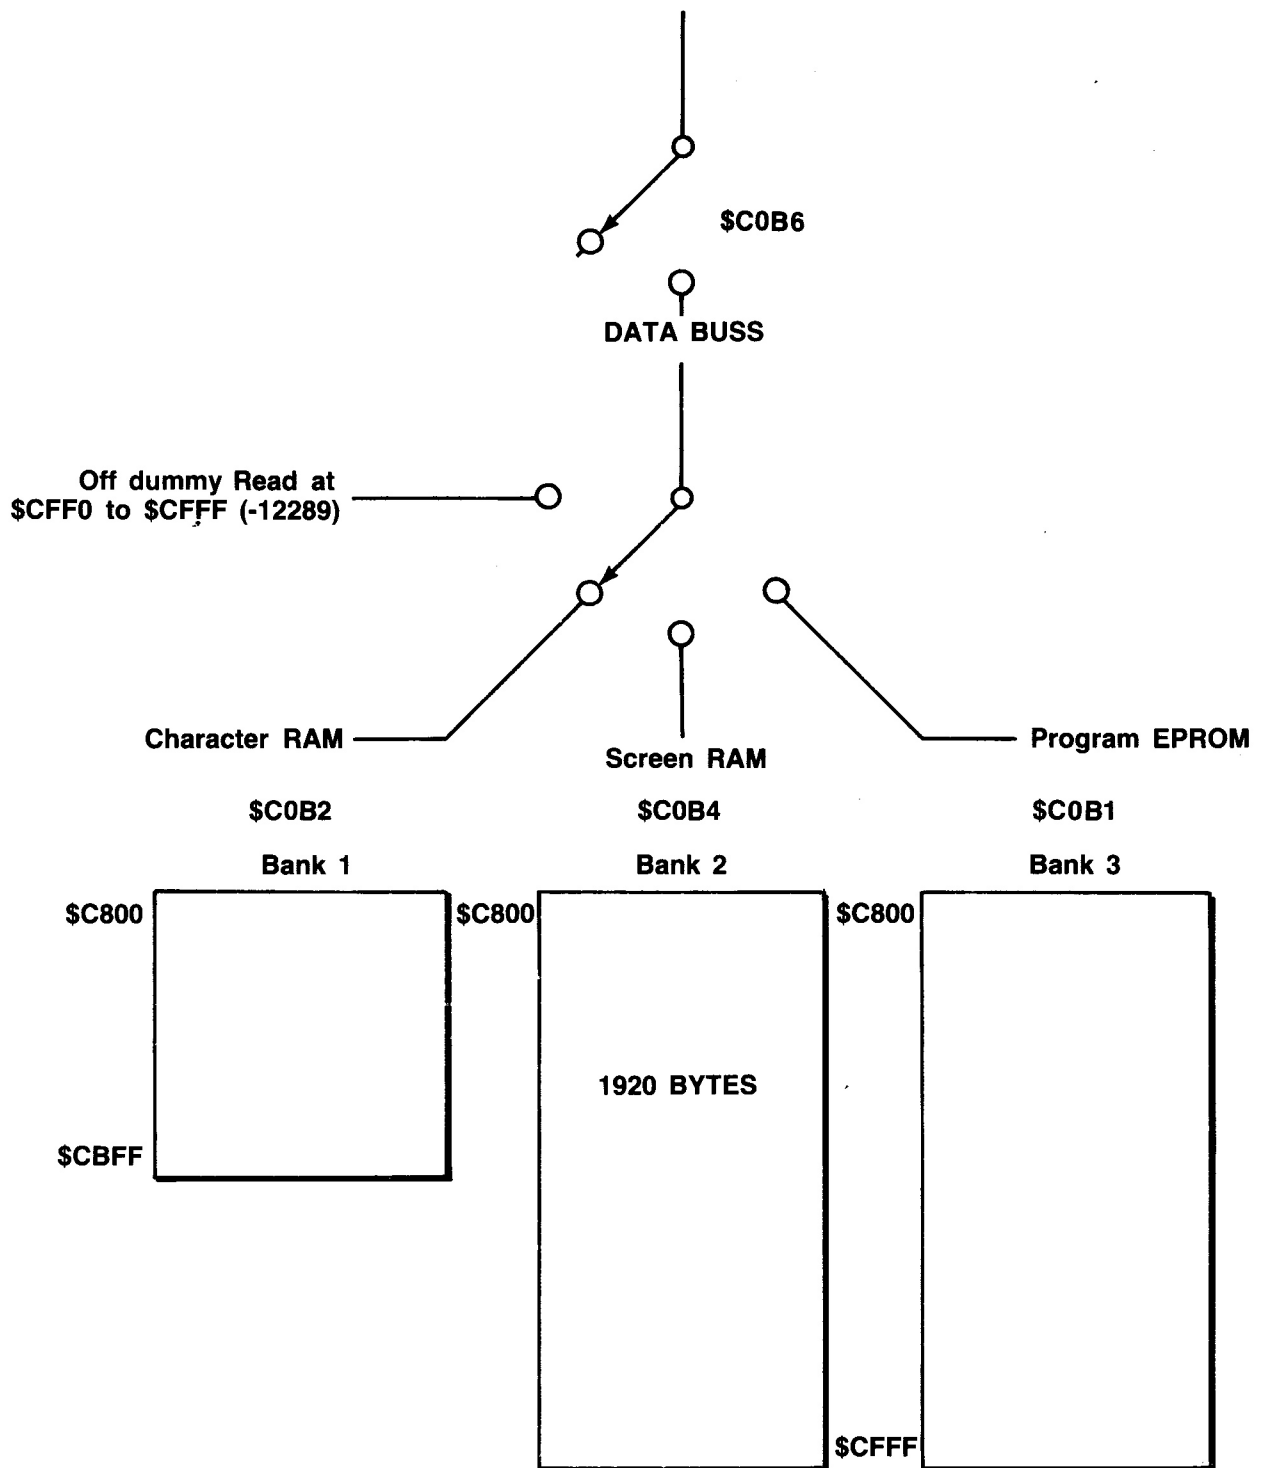 $C0B6
DATA BUSS
Off dummy Read at
$CFF0 to $CFFF (-12289)
Character RAM
Screen RAM
Program EPROM
$C0B2
$C0B4
$C0B1
Bank 1
Bank 2
Bank 3
$C800
$C800
$C800
1920 BYTES
$CBFF
$CFFF